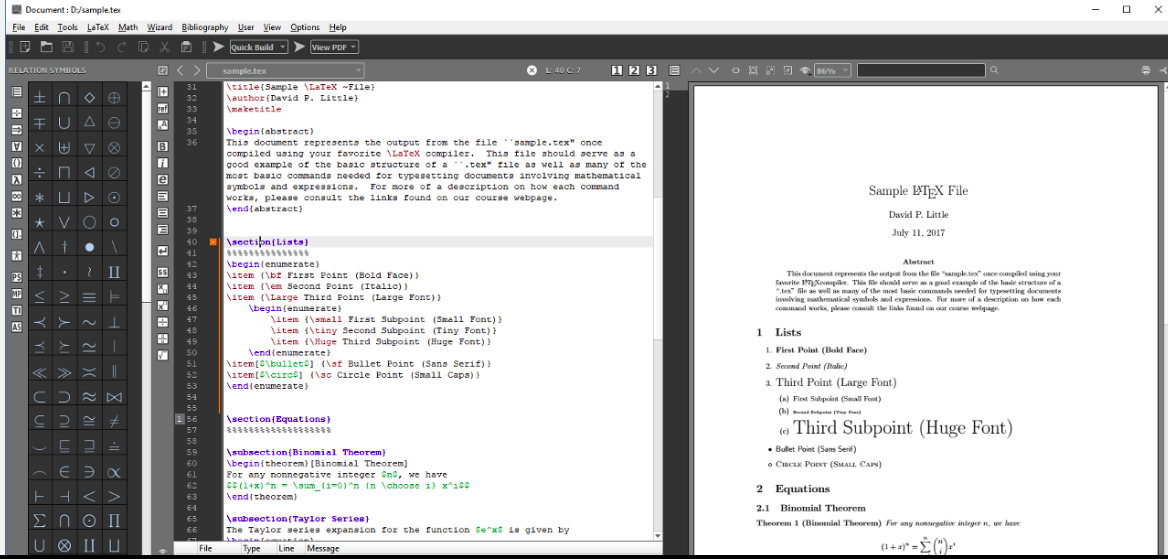 Document : D:/sample.tex
File Edit Tools LaTeX Math Wizard Bibliography User View Options Help
Quick Build View PDF
RELATION SYMBOLS
sample.tex
L: 40 C: 7
1 2 3
86%
31 \title{Sample \LaTeX ~File}
32 \author{David P. Little}
33 \maketitle
34
35 \begin{abstract}
36 This document represents the output from the file ``sample.tex" once
compiled using your favorite \LaTeX compiler.  This file should serve as a
good example of the basic structure of a ``.tex" file as well as many of the
most basic commands needed for typesetting documents involving mathematical
symbols and expressions.  For more of a description on how each command
works, please consult the links found on our course webpage.
37 \end{abstract}
38
39
40 \section{Lists}
41 %%%%%%%%%%%%%%%
42 \begin{enumerate}
43 \item {\bf First Point (Bold Face)}
44 \item {\em Second Point (Italic)}
45 \item {\Large Third Point (Large Font)}
46 \begin{enumerate}
47 \item {\small First Subpoint (Small Font)}
48 \item {\tiny Second Subpoint (Tiny Font)}
49 \item {\Huge Third Subpoint (Huge Font)}
50 \end{enumerate}
51 \item[$\bullet$] {\sf Bullet Point (Sans Serif)}
52 \item[$\circ$] {\sc Circle Point (Small Caps)}
53 \end{enumerate}
54
55
1 56 \section{Equations}
57 %%%%%%%%%%%%%%%%%%%
58
59 \subsection{Binomial Theorem}
60 \begin{theorem}[Binomial Theorem]
61 For any nonnegative integer $n$, we have
62 $$(1+x)^n = \sum_{i=0}^n {n \choose i} x^i$$
63 \end{theorem}
64
65 \subsection{Taylor Series}
66 The Taylor series expansion for the function $e^x$ is given by
File Type Line Message
1
2
Sample LATEX File
David P. Little
July 11, 2017
Abstract
This document represents the output from the file “sample.tex” once compiled using your
favorite LATEXcompiler. This file should serve as a good example of the basic structure of a
“.tex” file as well as many of the most basic commands needed for typesetting documents
involving mathematical symbols and expressions. For more of a description on how each
command works, please consult the links found on our course webpage.
1 Lists
1. First Point (Bold Face)
2. Second Point (Italic)
3. Third Point (Large Font)
(a) First Subpoint (Small Font)
(b) Second Subpoint (Tiny Font)
(c) Third Subpoint (Huge Font)
• Bullet Point (Sans Serif)
∘ CIRCLE POINT (SMALL CAPS)
2 Equations
2.1 Binomial Theorem
Theorem 1 (Binomial Theorem) For any nonnegative integer n, we have
(1 + x)ⁿ = ∑ (n i) xⁱ